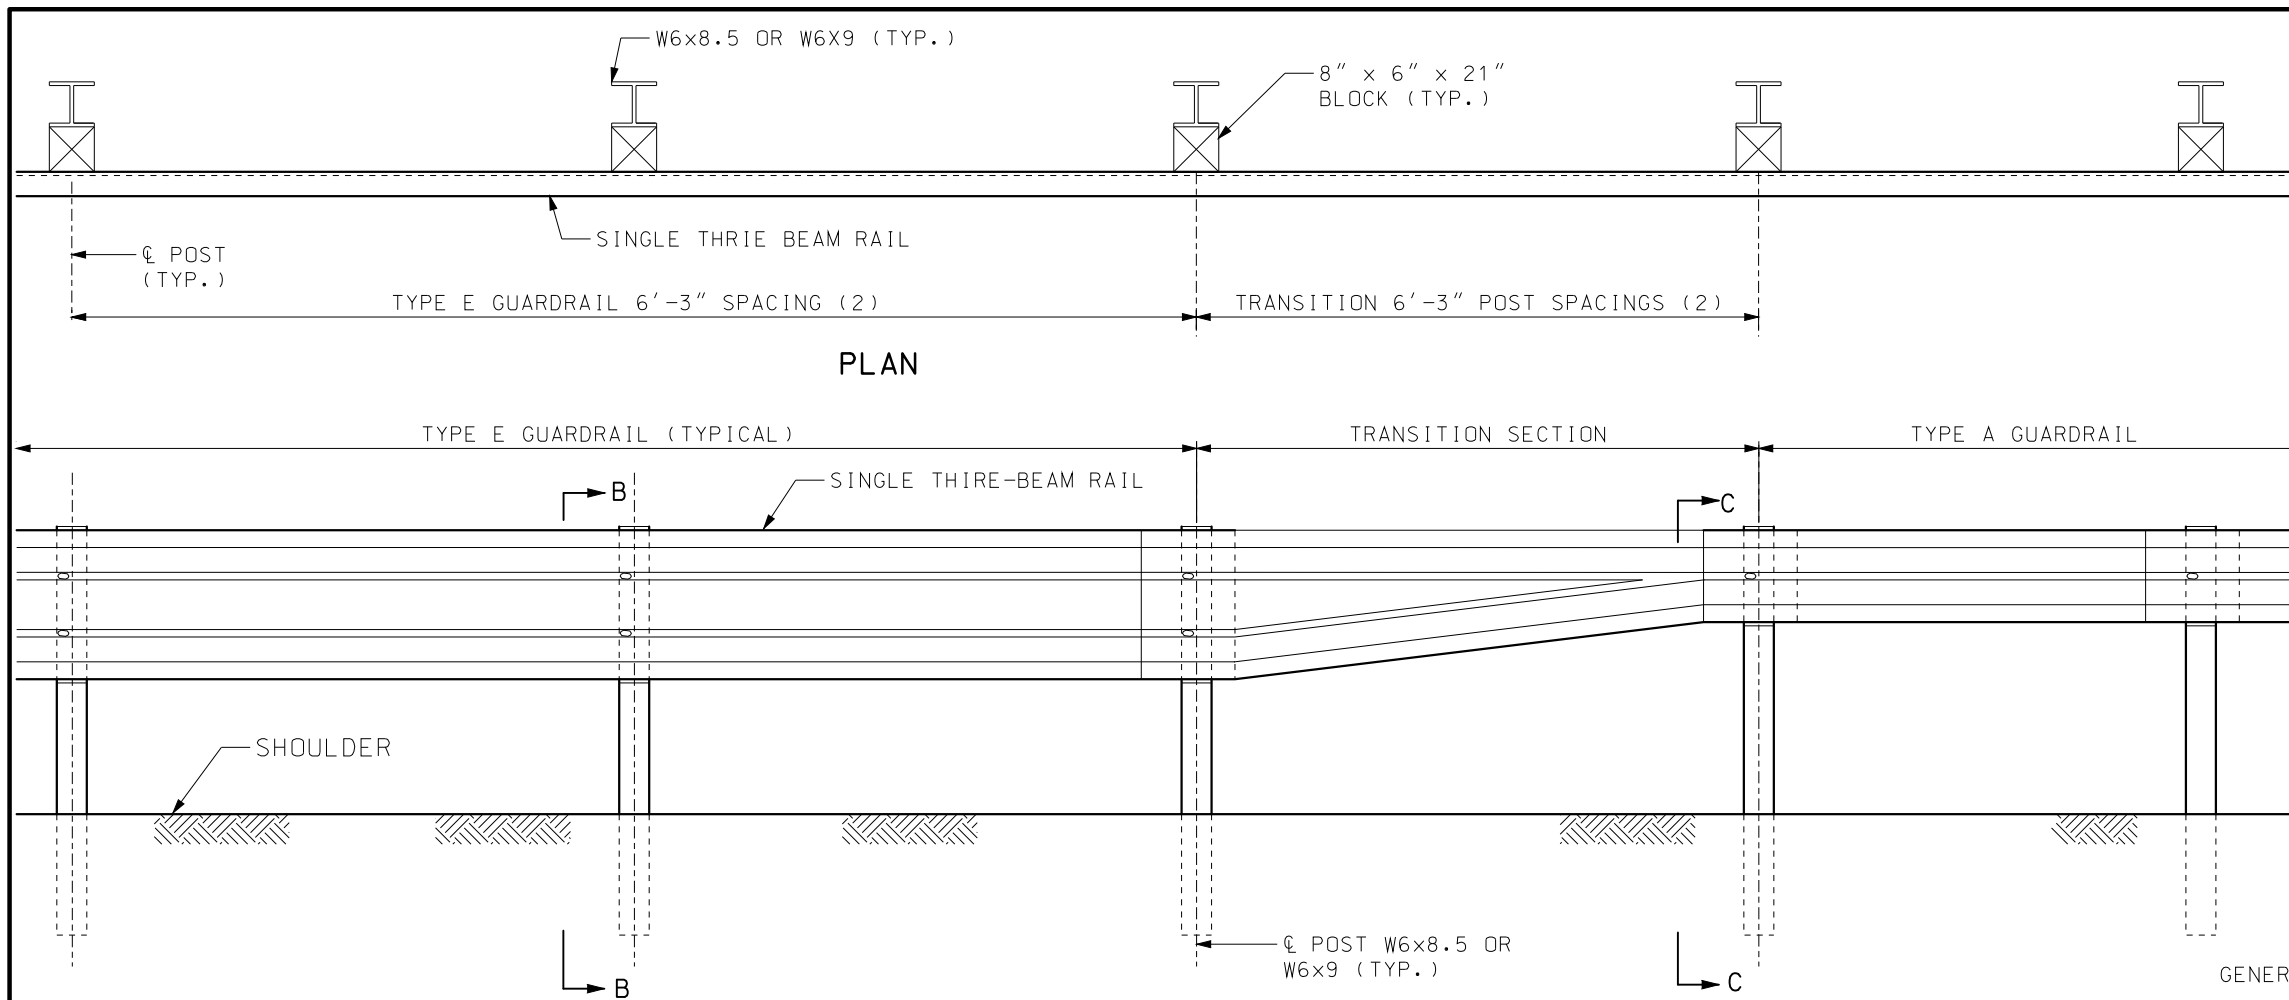 W6x8.5 OR W6X9 (TYP.)
8" x 6" x 21"
BLOCK (TYP.)
SINGLE THRIE BEAM RAIL
℄ POST
(TYP.)
TYPE E GUARDRAIL 6'-3" SPACING (2)
TRANSITION 6'-3" POST SPACINGS (2)
PLAN
TYPE E GUARDRAIL (TYPICAL)
TRANSITION SECTION
TYPE A GUARDRAIL
SINGLE THIRE-BEAM RAIL
B
C
SHOULDER
℄ POST W6x8.5 OR
W6x9 (TYP.)
B
C
GENER